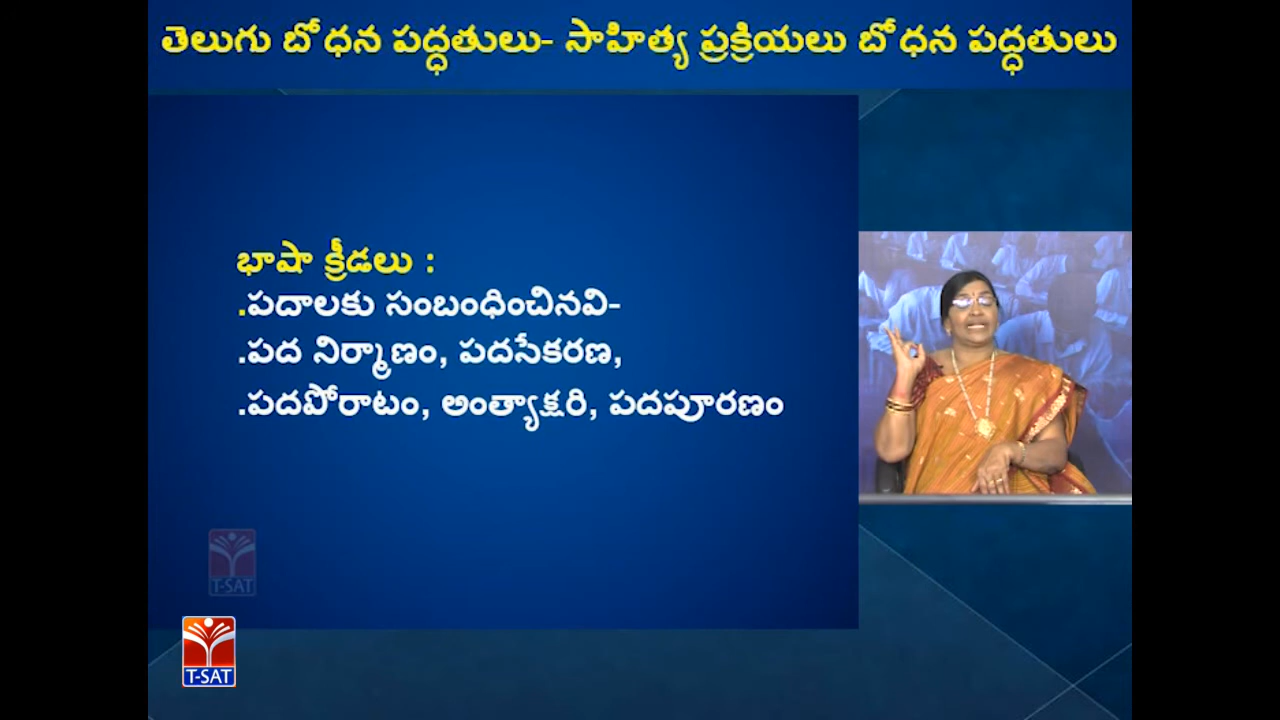 తెలుగు బోధన పద్ధతులు- సాహిత్య ప్రక్రియలు బోధన పద్ధతులు
భాషా క్రీడలు :
.పదాలకు సంబంధించినవి-
.పద నిర్మాణం, పదసేకరణ,
.పదపోరాటం, అంత్యాక్షరి, పదపూరణం
T-SAT
T-SAT